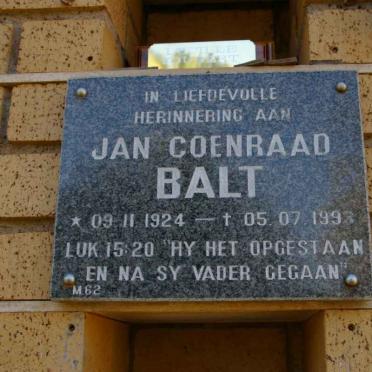 IN LIEFDEVOLLE
HERINNERING AAN
JAN COENRAAD
BALT
* 09.11.1924 — † 05.07.1993
LUK.15:20 "HY HET OPGESTAAN
EN NA SY VADER GEGAAN"
M62